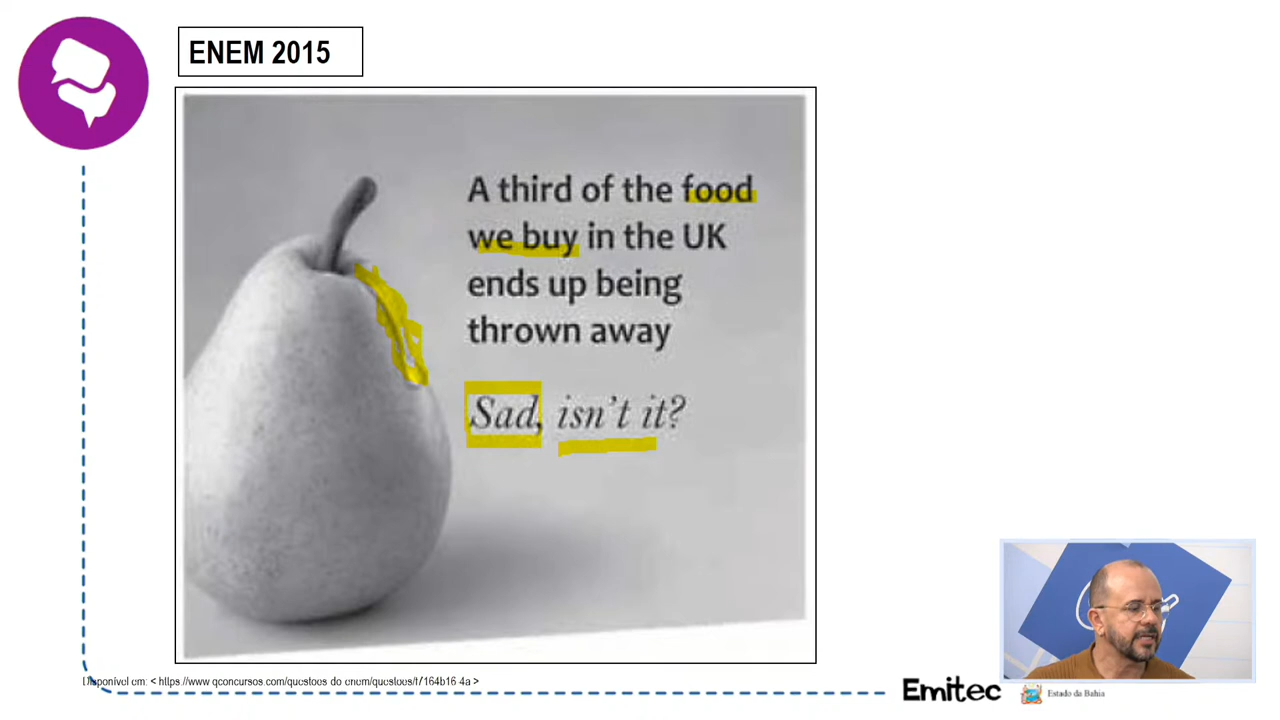 ENEM 2015
A third of the food
we buy in the UK
ends up being
thrown away
Sad, isn't it?
Disponível em: < https://www qconcursos.com/questoes do enem/questoes/f7164b16 4a >
Emitec
Estado da Bahia